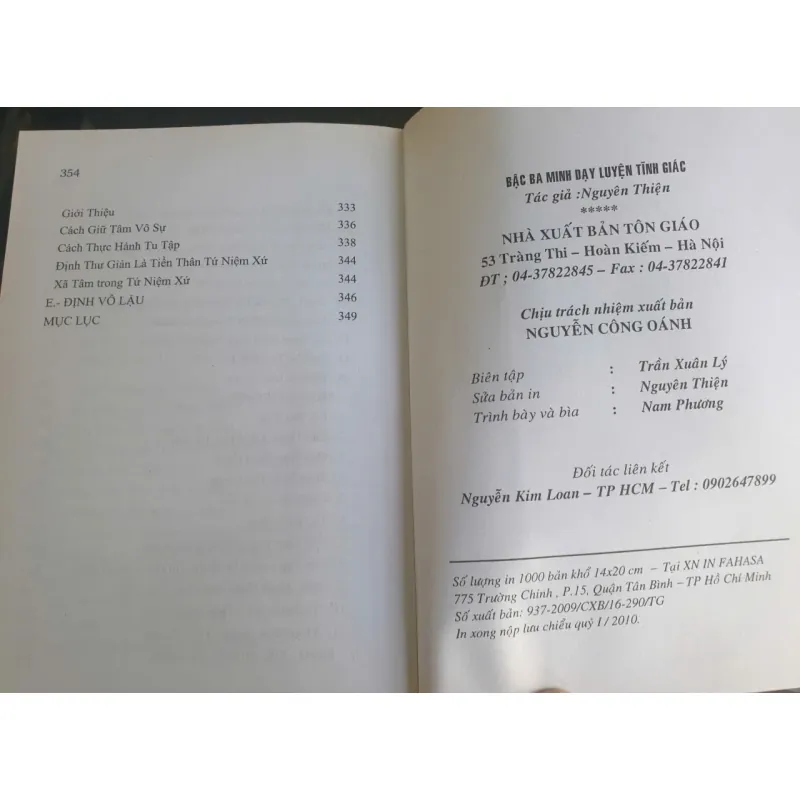 354
Giới Thiệu 333
Cách Giữ Tâm Vô Sự 336
Cách Thực Hành Tu Tập 338
Định Thư Giản Là Tiền Thân Tứ Niệm Xứ 344
Xã Tâm trong Tứ Niệm Xứ 344
E.- ĐỊNH VÔ LẬU 346
MỤC LỤC 349
BẬC BA MINH DẠY LUYỆN TĨNH GIÁC
Tác giả :Nguyên Thiện
*****
NHÀ XUẤT BẢN TÔN GIÁO
53 Tràng Thi – Hoàn Kiếm – Hà Nội
ĐT ; 04-37822845 – Fax : 04-37822841
Chịu trách nhiệm xuất bản
NGUYỄN CÔNG OÁNH
Biên tập : Trần Xuân Lý
Sữa bản in : Nguyên Thiện
Trình bày và bìa : Nam Phương
Đối tác liên kết
Nguyễn Kim Loan – TP HCM – Tel : 0902647899
Số lượng in 1000 bản khổ 14x20 cm – Tại XN IN FAHASA
775 Trường Chinh , P.15, Quận Tân Bình – TP Hồ Chí Minh
Số xuất bản: 937-2009/CXB/16-290/TG
In xong nộp lưu chiểu quý I / 2010.